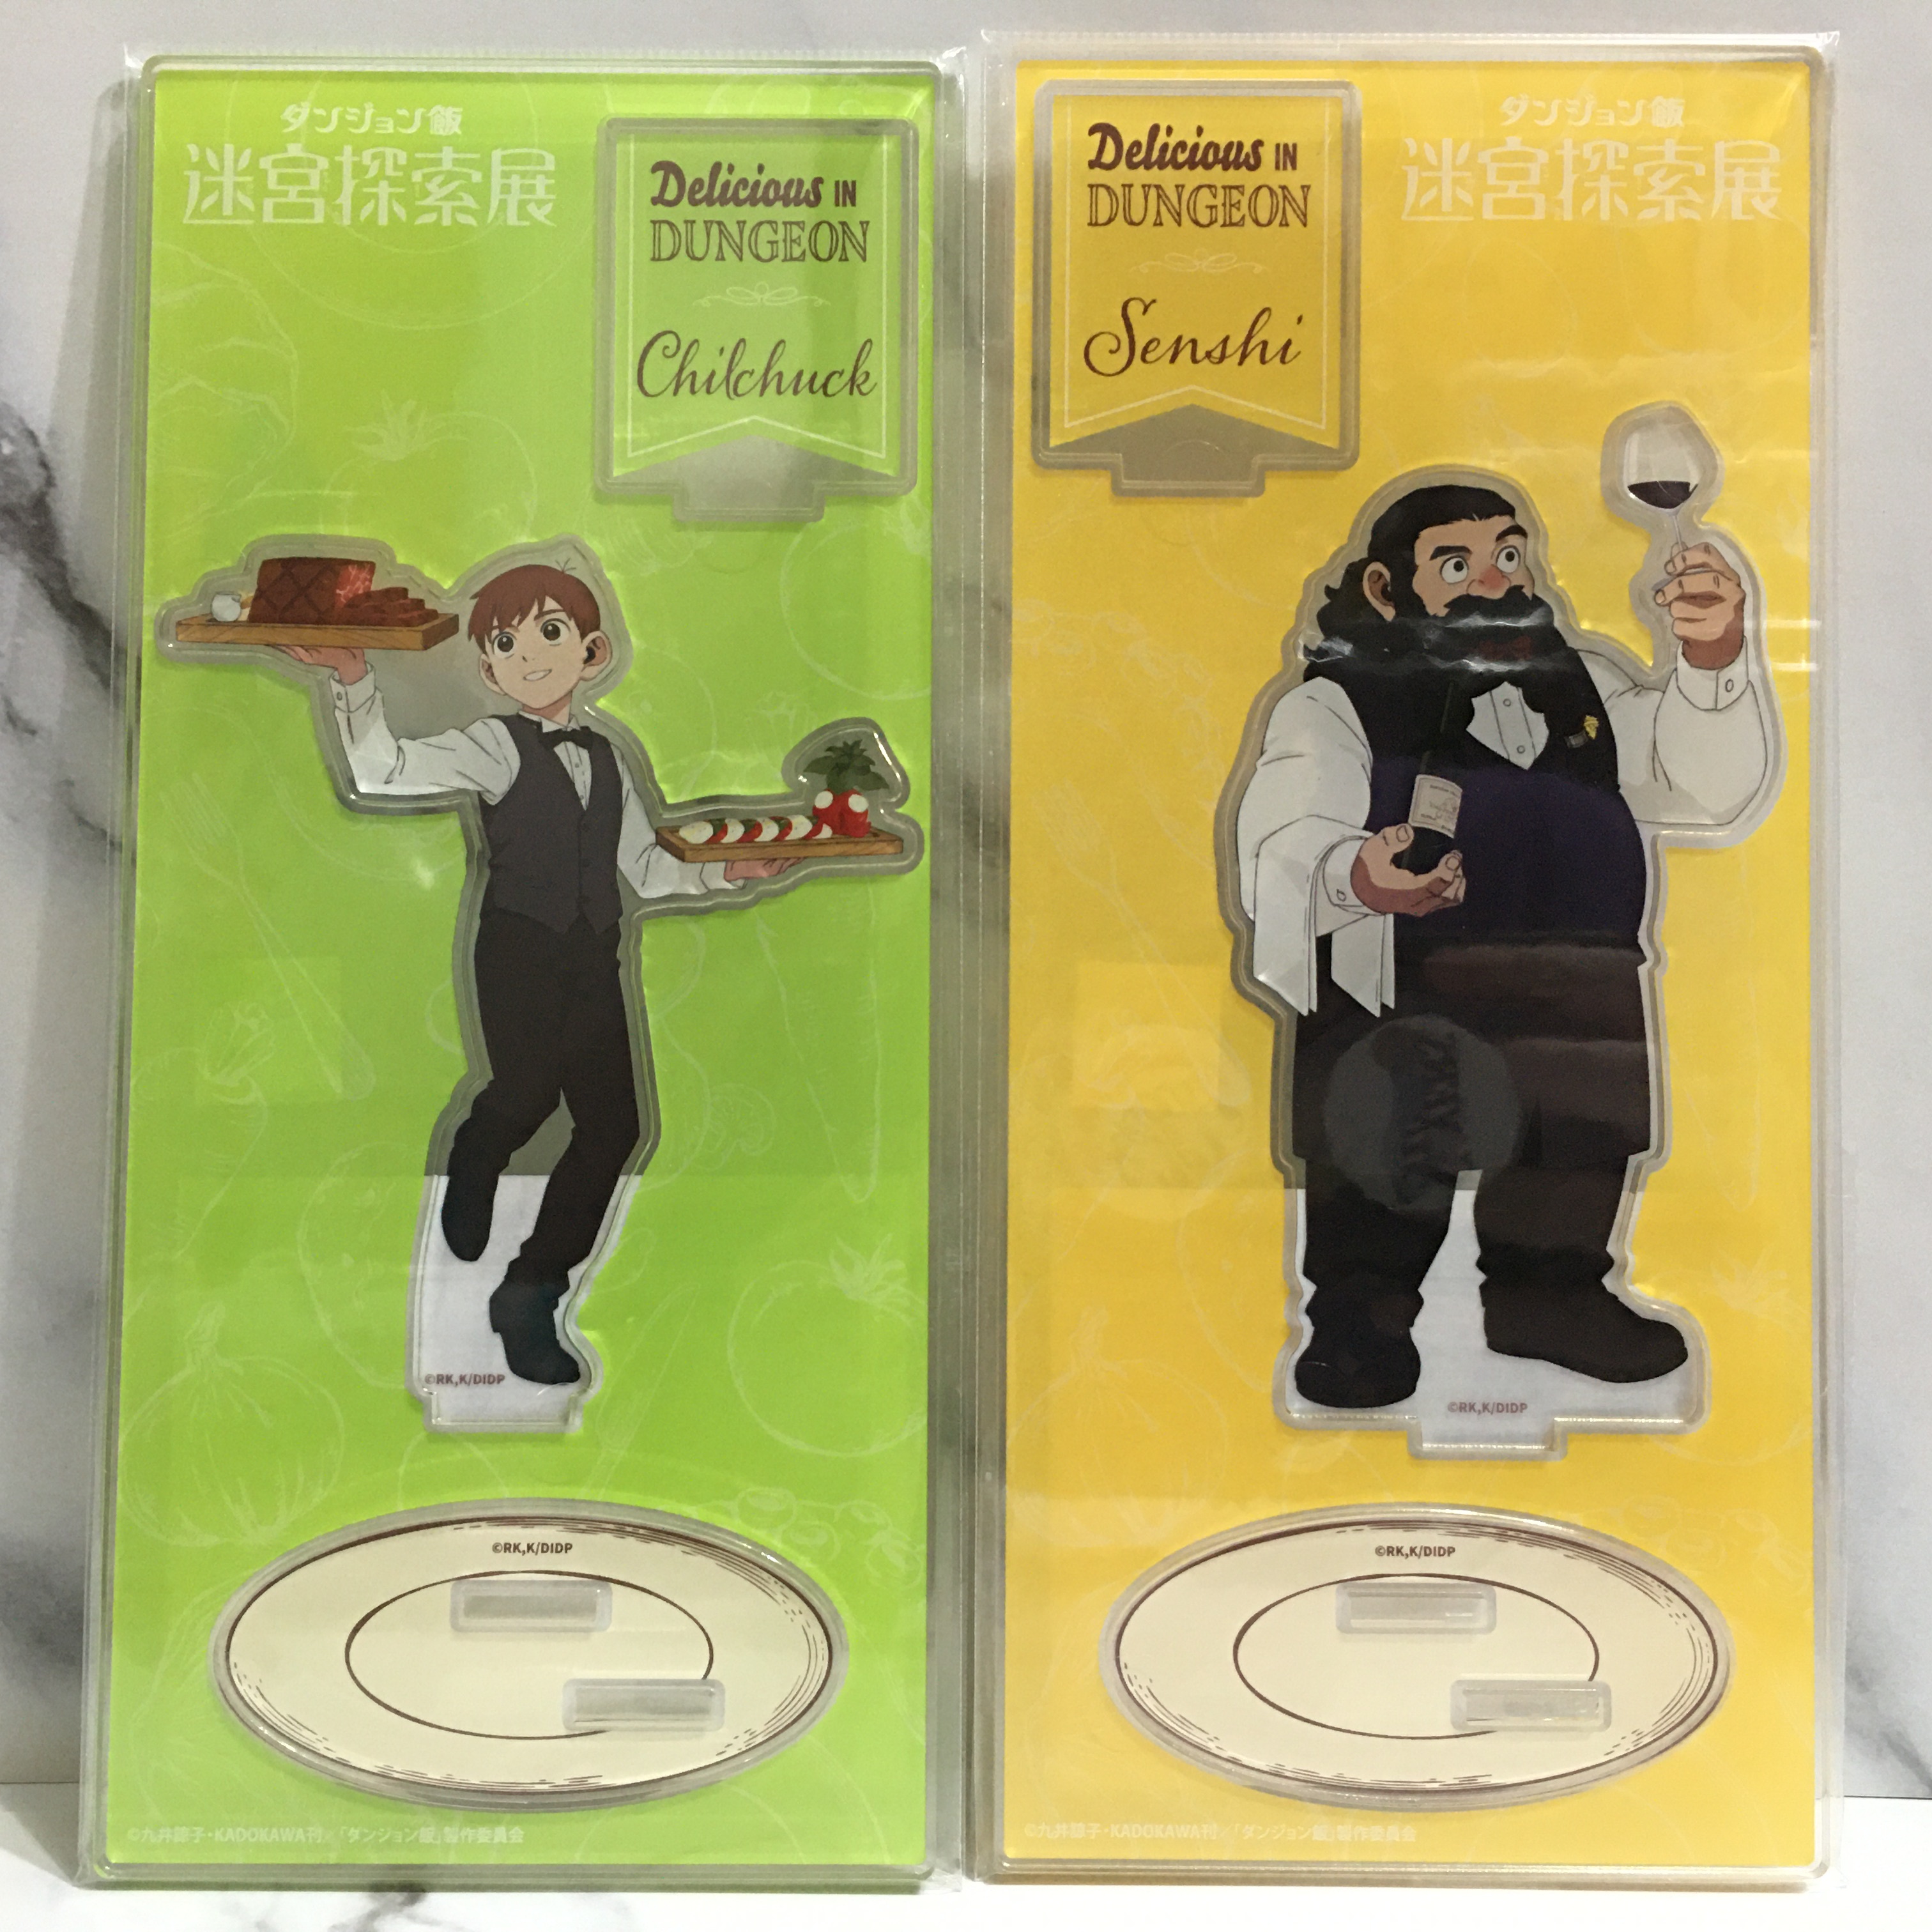 ダンジョン飯
迷宮探索展
Delicious IN
DUNGEON
Chilchuck
©RK,K/DIDP
©RK,K/DIDP
©九井諒子・KADOKAWA刊/「ダンジョン飯」製作委員会
Delicious IN
DUNGEON
Senshi
ダンジョン飯
迷宮探索展
©RK,K/DIDP
©RK,K/DIDP
©九井諒子・KADOKAWA刊/「ダンジョン飯」製作委員会